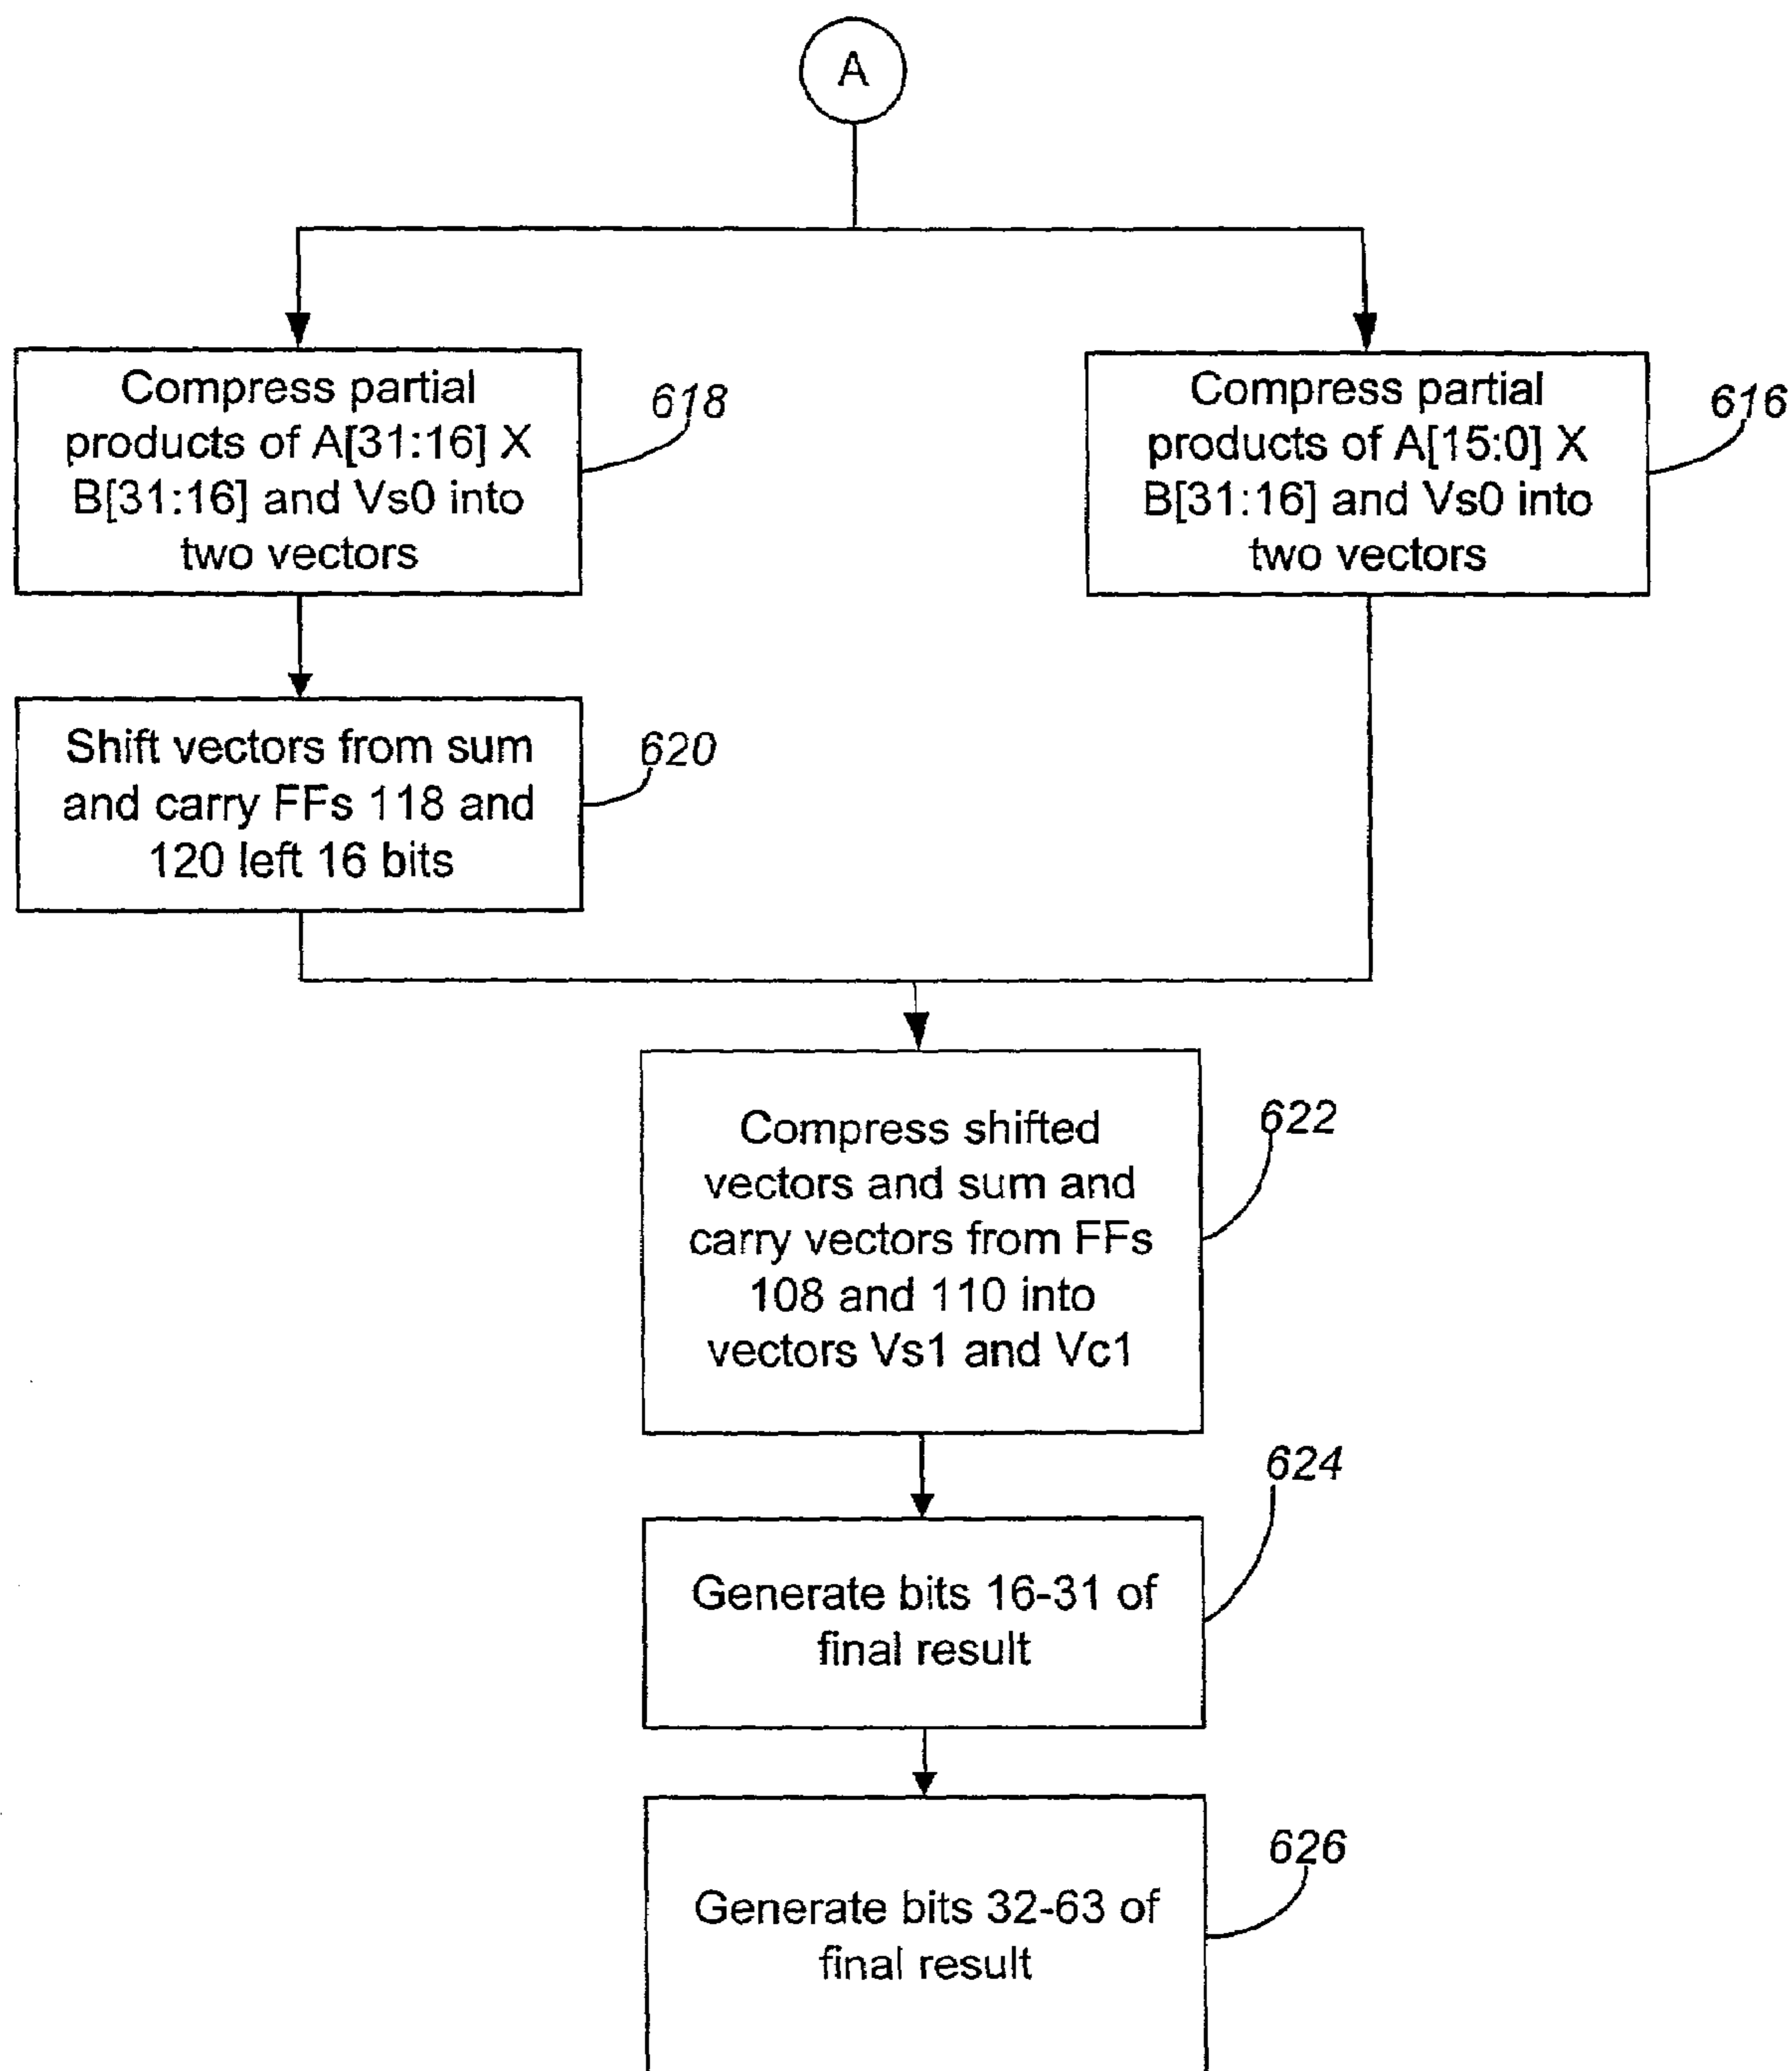 A
Compress partial
products of A[31:16] X
B[31:16] and Vs0 into
two vectors
618
Compress partial
products of A[15:0] X
B[31:16] and Vs0 into
two vectors
616
Shift vectors from sum
and carry FFs 118 and
120 left 16 bits
620
Compress shifted
vectors and sum and
carry vectors from FFs
108 and 110 into
vectors Vs1 and Vc1
622
Generate bits 16-31 of
final result
624
Generate bits 32-63 of
final result
626